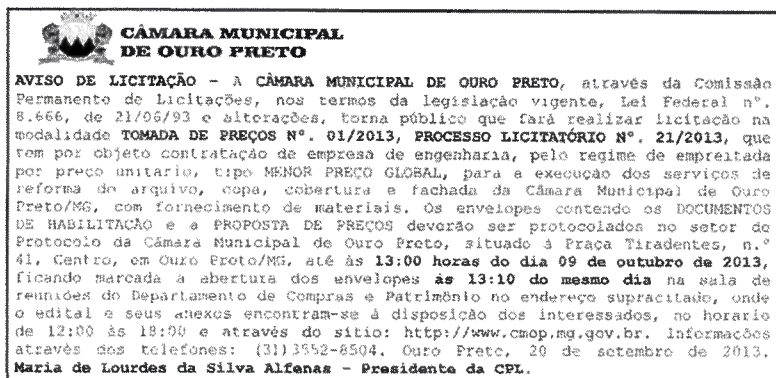 CÂMARA MUNICIPAL
DE OURO PRETO
AVISO DE LICITAÇÃO - A CÂMARA MUNICIPAL DE OURO PRETO, através da Comissão
Permanente de Licitações, nos termos da legislação vigente, Lei Federal nº.
8.666, de 21/06/93 e alterações, torna público que fará realizar licitação na
modalidade TOMADA DE PREÇOS Nº. 01/2013, PROCESSO LICITATÓRIO Nº. 21/2013, que
tem por objeto contratação de empresa de engenharia, pelo regime de empreitada
por preço unitário, tipo MENOR PREÇO GLOBAL, para a execução dos serviços de
reforma do arquivo, copa, cobertura e fachada da Câmara Municipal de Ouro
Preto/MG, com fornecimento de materiais. Os envelopes contendo os DOCUMENTOS
DE HABILITAÇÃO e a PROPOSTA DE PREÇOS deverão ser protocolados no setor de
Protocolo da Câmara Municipal de Ouro Preto, situado à Praça Tiradentes, n.º
41, Centro, em Ouro Preto/MG, até às 13:00 horas do dia 09 de outubro de 2013,
ficando marcada a abertura dos envelopes às 13:10 do mesmo dia na sala de
reuniões do Departamento de Compras e Patrimônio no endereço supracitado, onde
o edital e seus anexos encontram-se à disposição dos interessados, no horario
de 12:00 às 18:00 e através do sitio: http://www.cmop.mg.gov.br. Informações
através dos telefones: (31)3552-8504. Ouro Preto, 20 de setembro de 2013.
Maria de Lourdes da Silva Alfenas - Presidente da CPL.